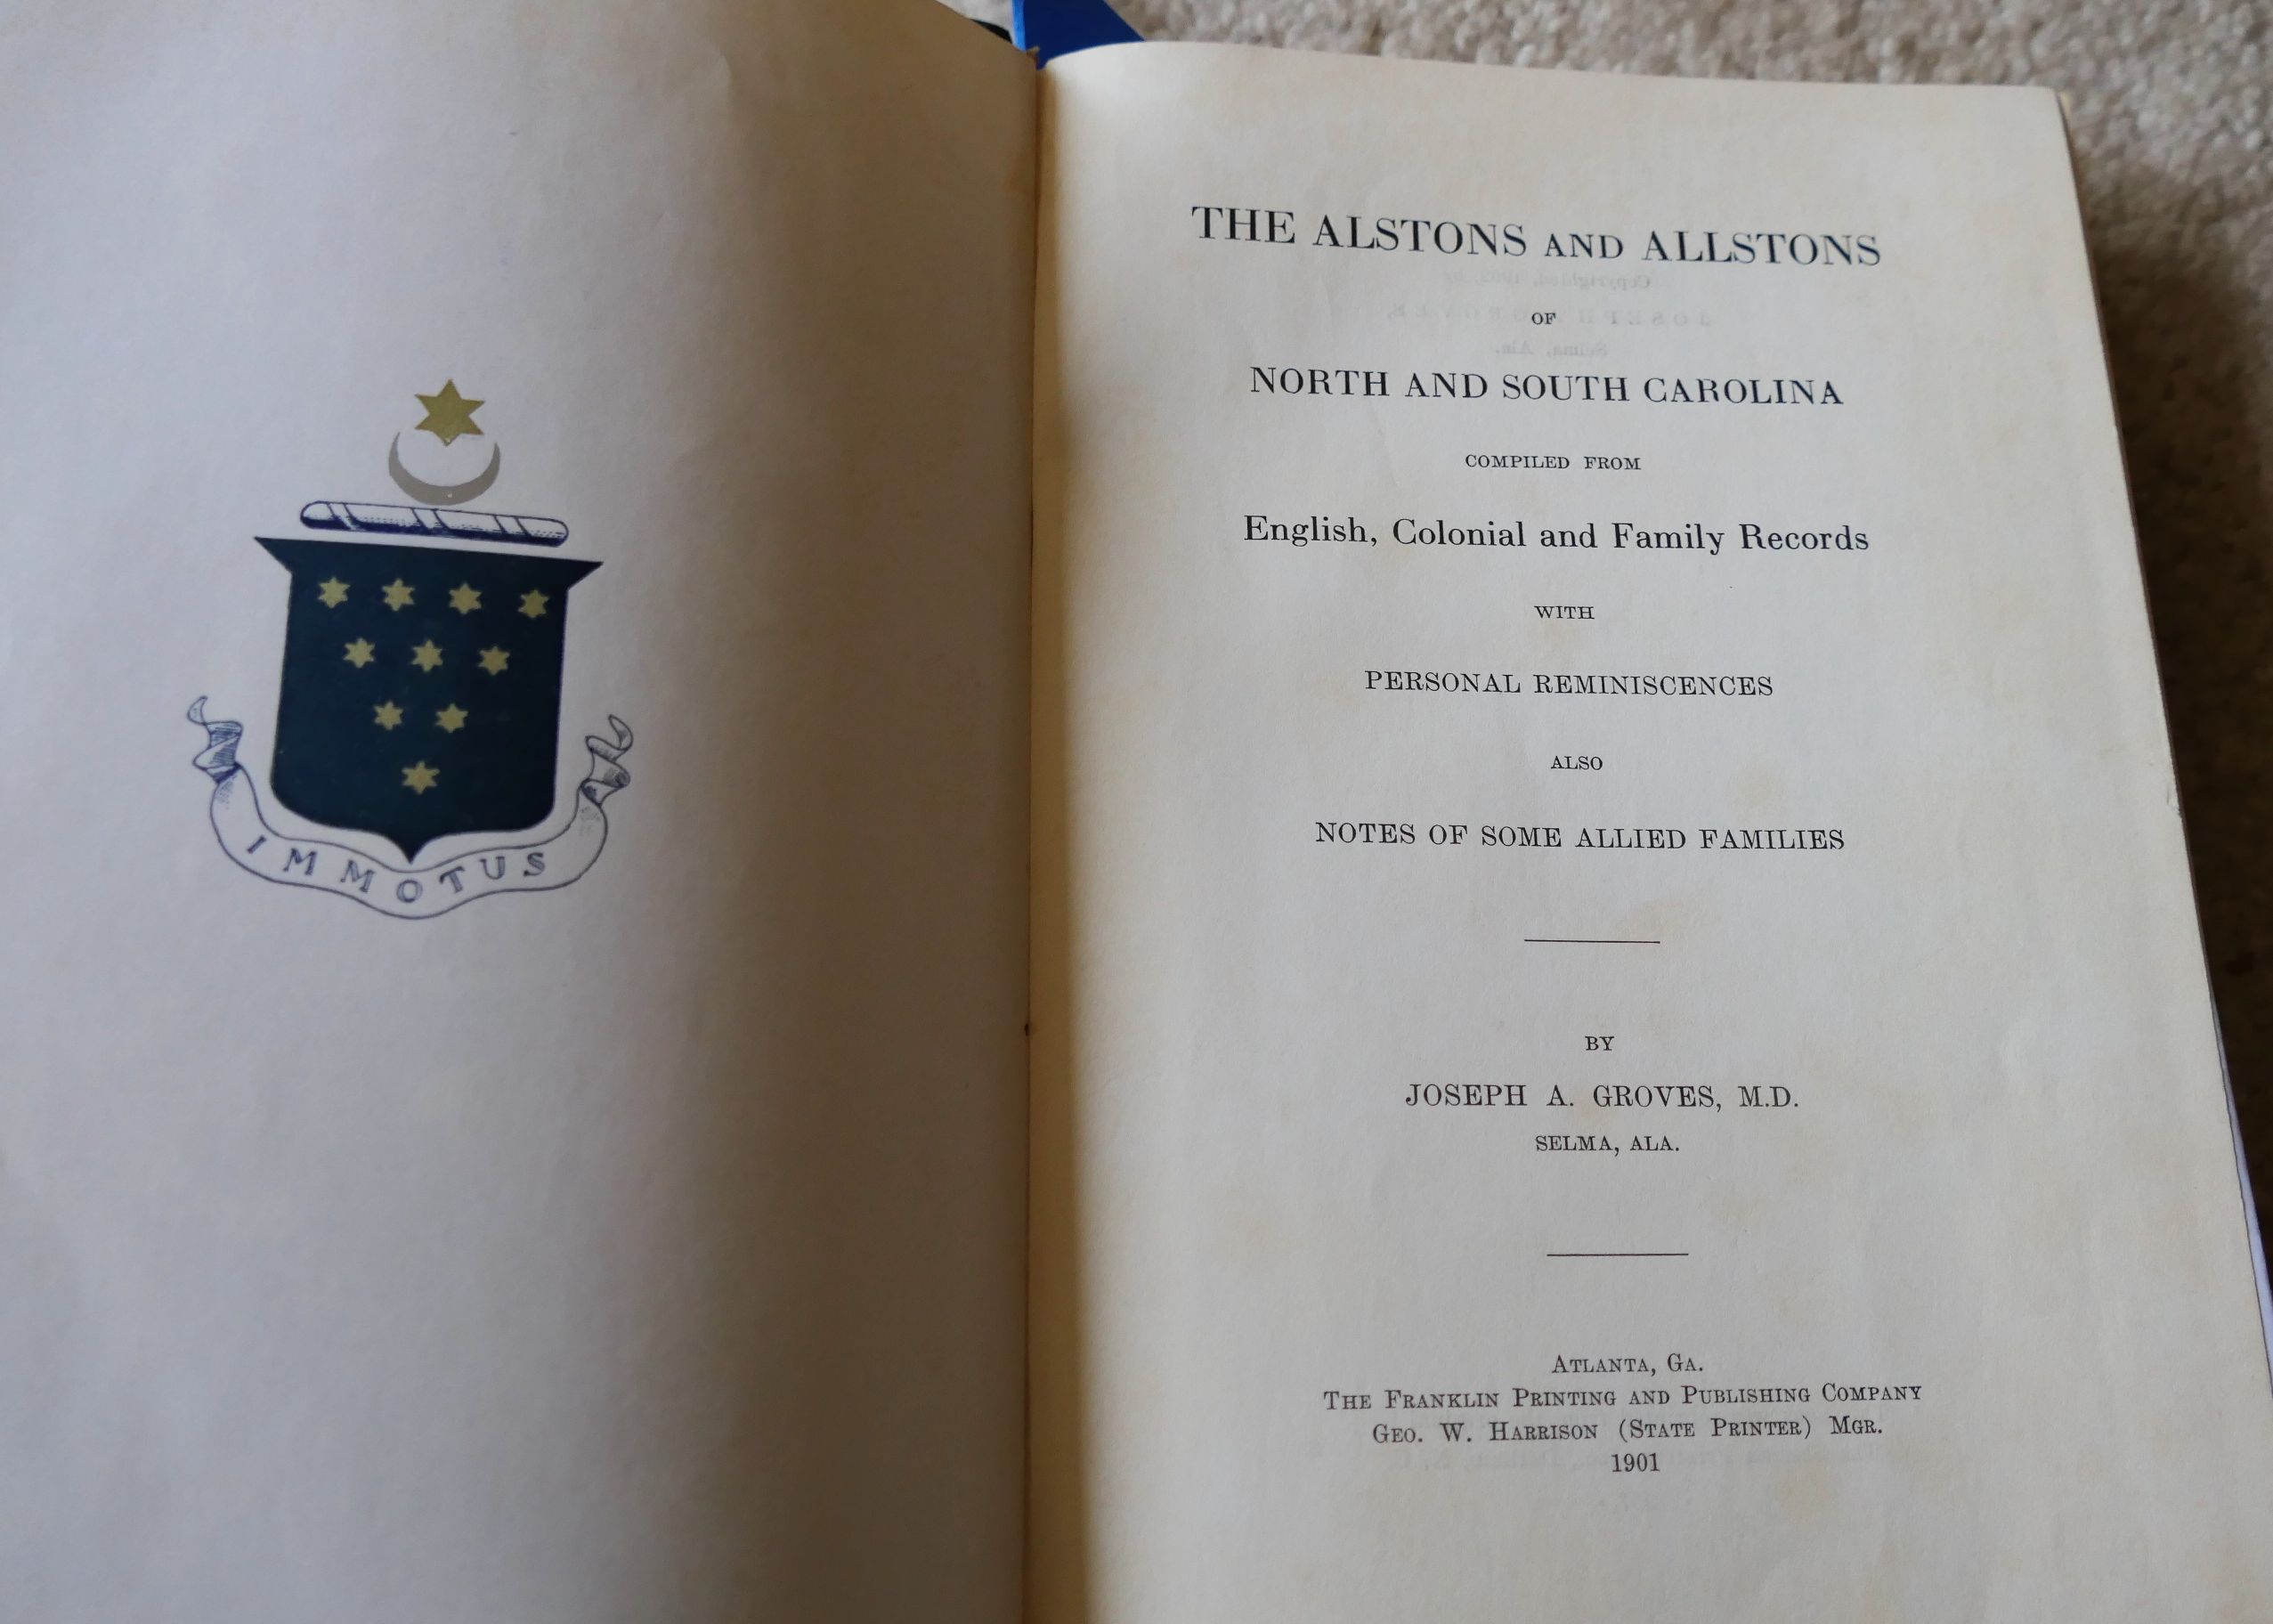 IMMOTUS
THE ALSTONS AND ALLSTONS
OF
NORTH AND SOUTH CAROLINA
COMPILED FROM
English, Colonial and Family Records
WITH
PERSONAL REMINISCENCES
ALSO
NOTES OF SOME ALLIED FAMILIES
BY
JOSEPH A. GROVES, M.D.
SELMA, ALA.
ATLANTA, GA.
THE FRANKLIN PRINTING AND PUBLISHING COMPANY
GEO. W. HARRISON (STATE PRINTER) MGR.
1901